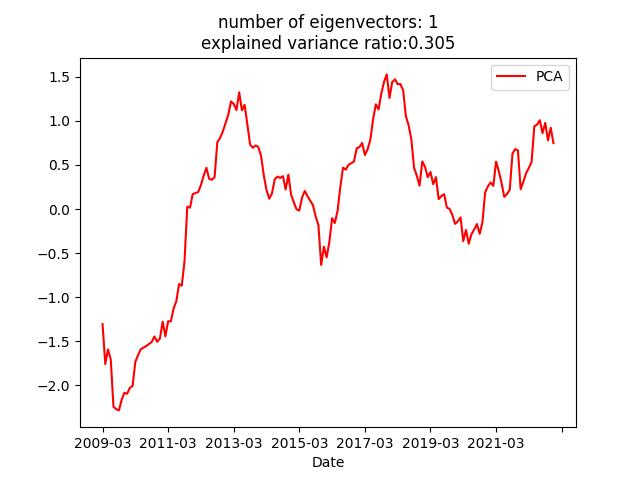 number of eigenvectors: 1
explained variance ratio:0.305
PCA
1.5
1.0
0.5
0.0
−0.5
−1.0
−1.5
−2.0
2009-03 2011-03 2013-03 2015-03 2017-03 2019-03 2021-03
Date